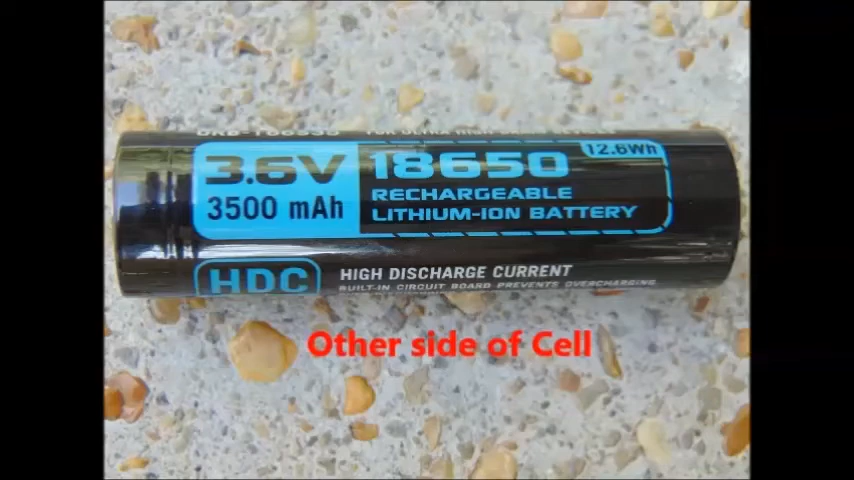 3.6V
3500 mAh
18650
12.6Wh
RECHARGEABLE
LITHIUM-ION BATTERY
HDC
HIGH DISCHARGE CURRENT
BUILT-IN CIRCUIT BOARD PREVENTS OVERCHARGING
Other side of Cell